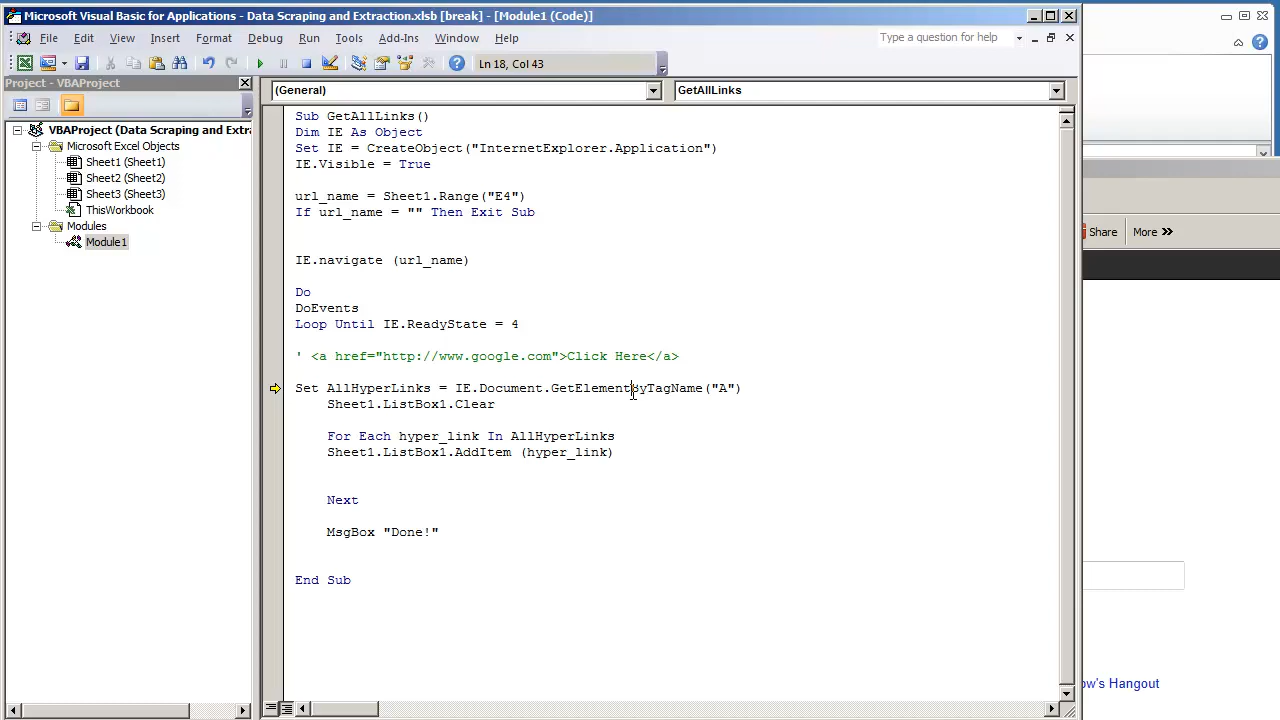 Microsoft Visual Basic for Applications - Data Scraping and Extraction.xlsb [break] - [Module1 (Code)]
File Edit View Insert Format Debug Run Tools Add-Ins Window Help
Type a question for help
Ln 18, Col 43
Project - VBAProject
(General)
GetAllLinks
VBAProject (Data Scraping and Extra
Microsoft Excel Objects
Sheet1 (Sheet1)
Sheet2 (Sheet2)
Sheet3 (Sheet3)
ThisWorkbook
Modules
Module1
Sub GetAllLinks()
Dim IE As Object
Set IE = CreateObject("InternetExplorer.Application")
IE.Visible = True
url_name = Sheet1.Range("E4")
If url_name = "" Then Exit Sub
IE.navigate (url_name)
Do
DoEvents
Loop Until IE.ReadyState = 4
' <a href="http://www.google.com">Click Here</a>
Set AllHyperLinks = IE.Document.GetElementByTagName("A")
Sheet1.ListBox1.Clear
For Each hyper_link In AllHyperLinks
Sheet1.ListBox1.AddItem (hyper_link)
Next
MsgBox "Done!"
End Sub
Share
More
ow's Hangout